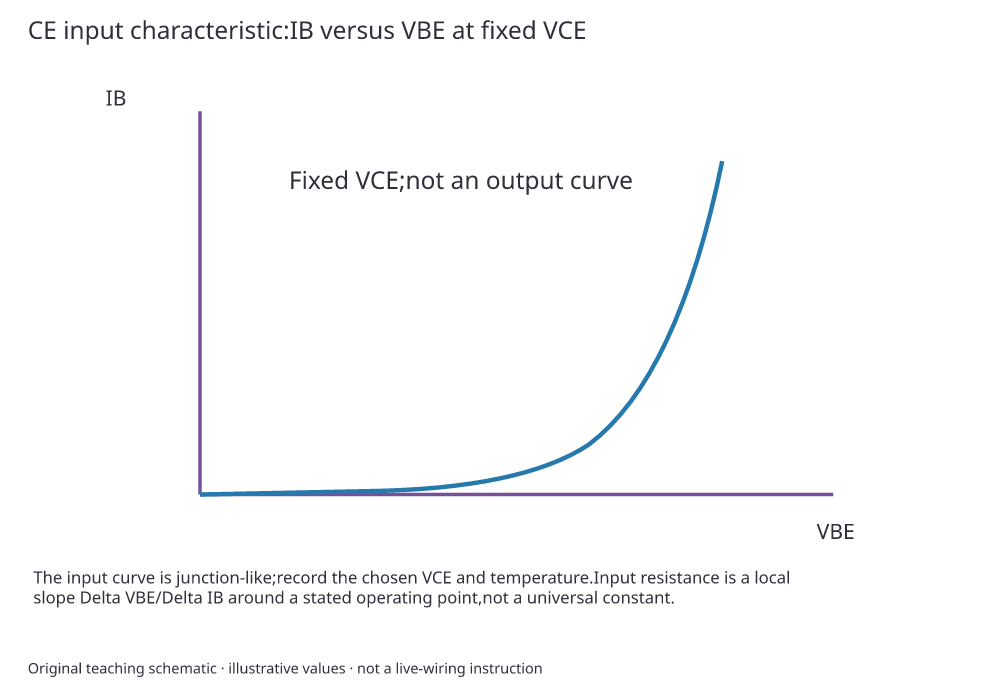 CE input characteristic:IB versus VBE at fixed VCE
IB
Fixed VCE;not an output curve
VBE
The input curve is junction-like;record the chosen VCE and temperature.Input resistance is a local
slope Delta VBE/Delta IB around a stated operating point,not a universal constant.
Original teaching schematic · illustrative values · not a live-wiring instruction